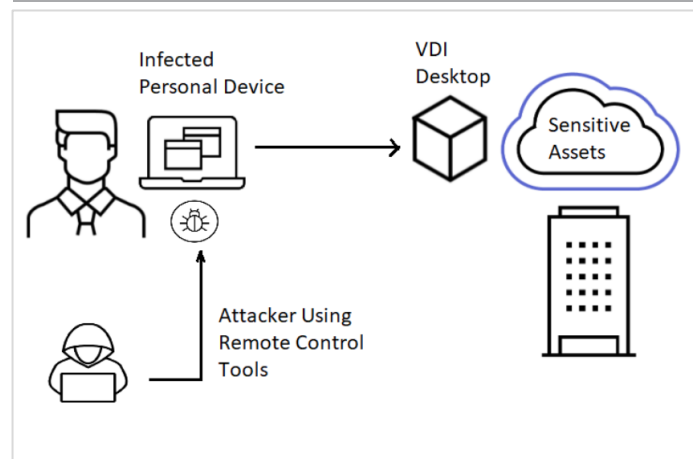 Infected
Personal Device
VDI
Desktop
Sensitive
Assets
Attacker Using
Remote Control
Tools